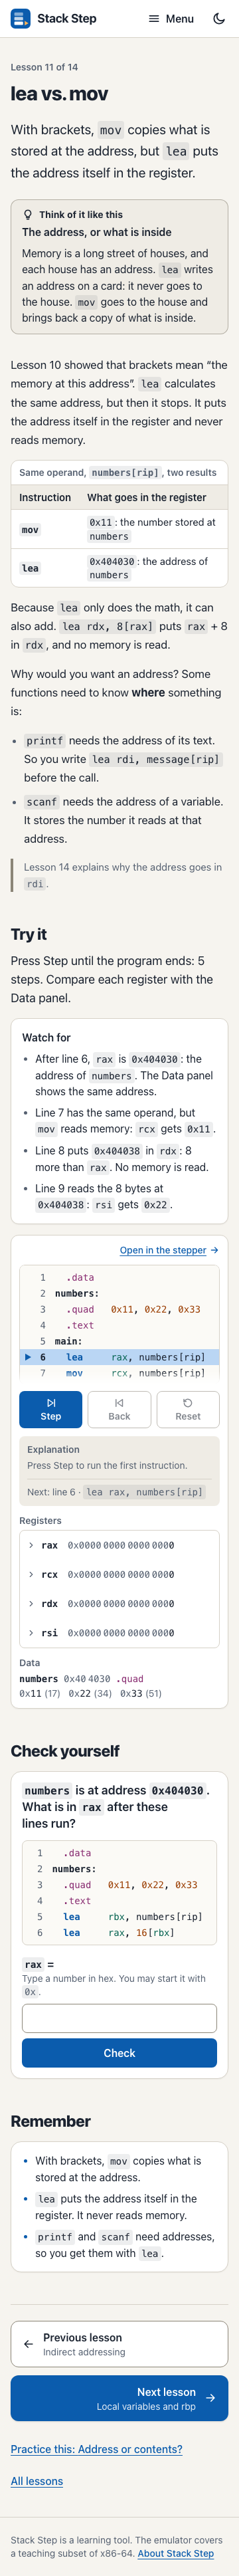 Stack Step
Menu
Lesson 11 of 14
lea vs. mov
With brackets, mov copies what is
stored at the address, but lea puts
the address itself in the register.
Think of it like this
The address, or what is inside
Memory is a long street of houses, and
each house has an address. lea writes
an address on a card: it never goes to
the house. mov goes to the house and
brings back a copy of what is inside.
Lesson 10 showed that brackets mean “the
memory at this address”. lea calculates
the same address, but then it stops. It puts
the address itself in the register and never
reads memory.
Same operand, numbers[rip], two results
Instruction What goes in the register
mov 0x11: the number stored at
numbers
lea 0x404030: the address of
numbers
Because lea only does the math, it can
also add. lea rdx, 8[rax] puts rax + 8
in rdx, and no memory is read.
Why would you want an address? Some
functions need to know where something
is:
• printf needs the address of its text.
So you write lea rdi, message[rip]
before the call.
• scanf needs the address of a variable.
It stores the number it reads at that
address.
Lesson 14 explains why the address goes in
rdi.
Try it
Press Step until the program ends: 5
steps. Compare each register with the
Data panel.
Watch for
• After line 6, rax is 0x404030: the
address of numbers. The Data panel
shows the same address.
• Line 7 has the same operand, but
mov reads memory: rcx gets 0x11.
• Line 8 puts 0x404038 in rdx: 8
more than rax. No memory is read.
• Line 9 reads the 8 bytes at
0x404038: rsi gets 0x22.
Open in the stepper →
1 .data
2 numbers:
3 .quad 0x11, 0x22, 0x33
4 .text
5 main:
6 lea rax, numbers[rip]
7 mov rcx, numbers[rip]
Step
Back
Reset
Explanation
Press Step to run the first instruction.
Next: line 6 · lea rax, numbers[rip]
Registers
rax 0x0000 0000 0000 0000
rcx 0x0000 0000 0000 0000
rdx 0x0000 0000 0000 0000
rsi 0x0000 0000 0000 0000
Data
numbers 0x40 4030 .quad
0x11 (17) 0x22 (34) 0x33 (51)
Check yourself
numbers is at address 0x404030.
What is in rax after these
lines run?
1 .data
2 numbers:
3 .quad 0x11, 0x22, 0x33
4 .text
5 lea rbx, numbers[rip]
6 lea rax, 16[rbx]
rax =
Type a number in hex. You may start it with
0x.
Check
Remember
• With brackets, mov copies what is
stored at the address.
• lea puts the address itself in the
register. It never reads memory.
• printf and scanf need addresses,
so you get them with lea.
← Previous lesson
Indirect addressing
Next lesson →
Local variables and rbp
Practice this: Address or contents?
All lessons
Stack Step is a learning tool. The emulator covers
a teaching subset of x86-64. About Stack Step